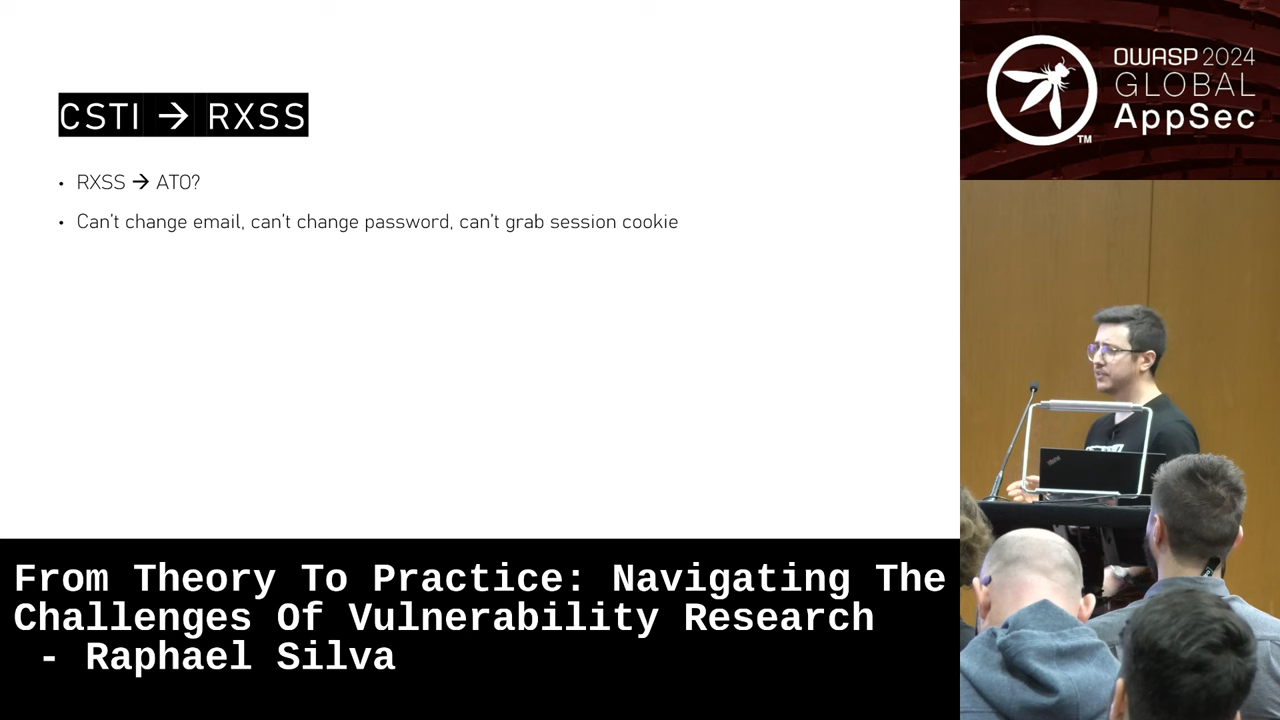 CSTI → RXSS
• RXSS → ATO?
• Can't change email, can't change password, can't grab session cookie
From Theory To Practice: Navigating The
Challenges Of Vulnerability Research
- Raphael Silva
OWASP 2024
GLOBAL
AppSec
TM